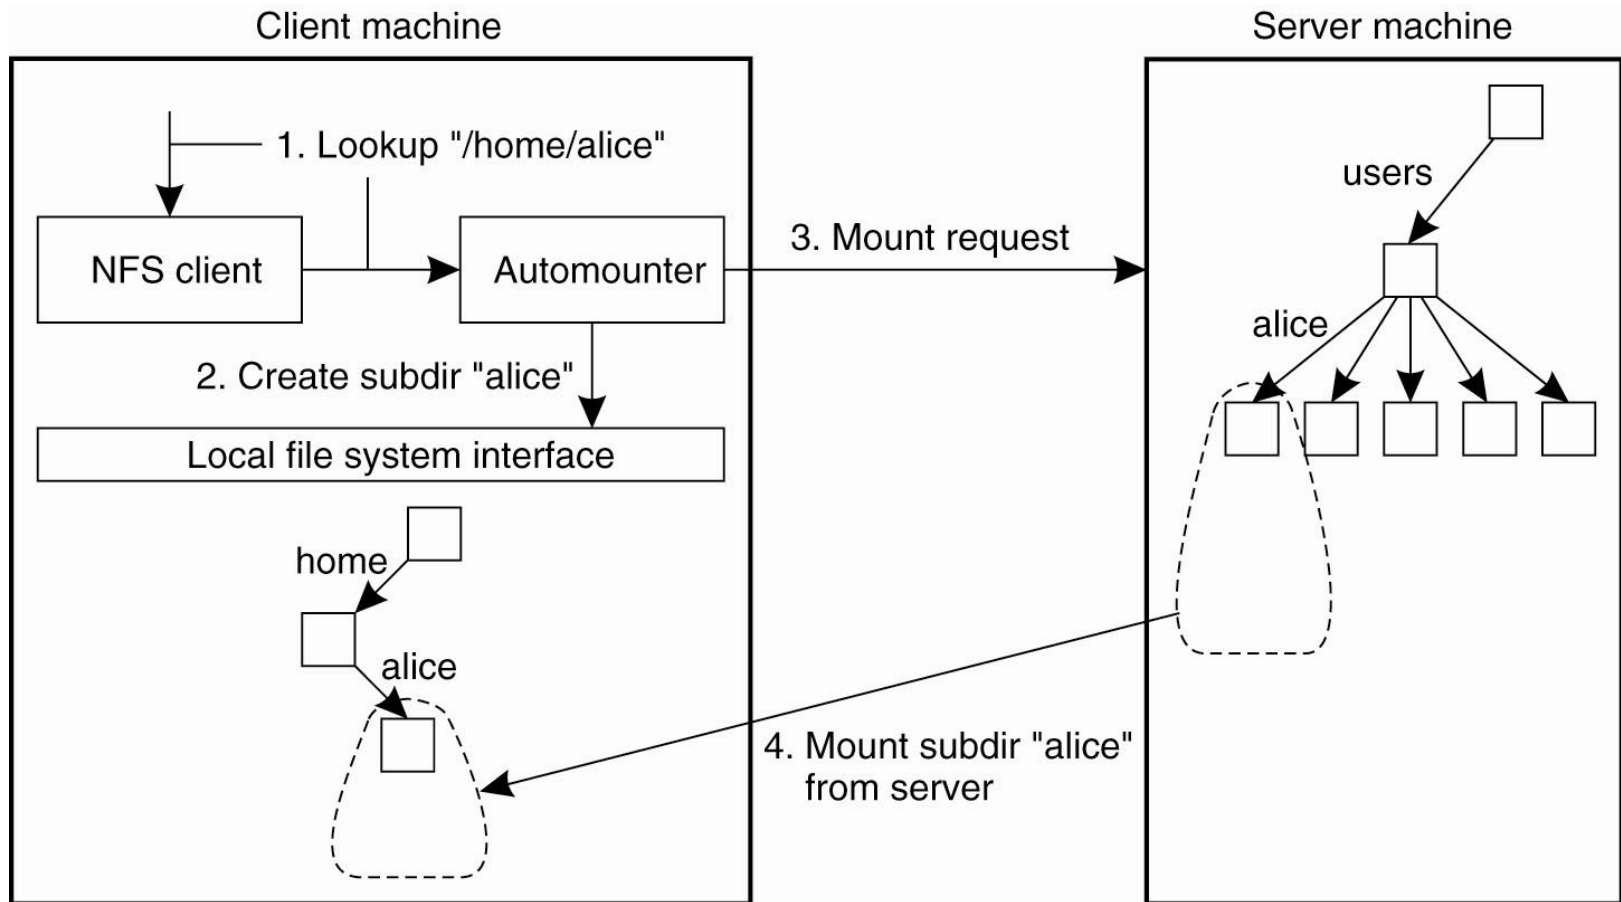 Client machine
Server machine
1. Lookup "/home/alice"
users
3. Mount request
NFS client
Automounter
alice
2. Create subdir "alice"
Local file system interface
home
alice
4. Mount subdir "alice"
from server